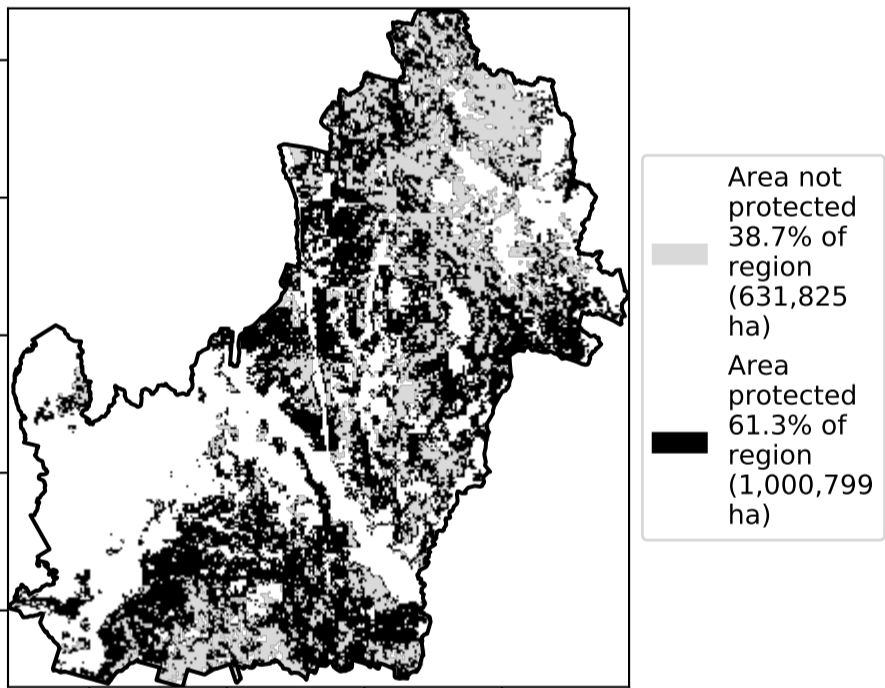 Area not
protected
38.7% of
region
(631,825
ha)
Area
protected
61.3% of
region
(1,000,799
ha)